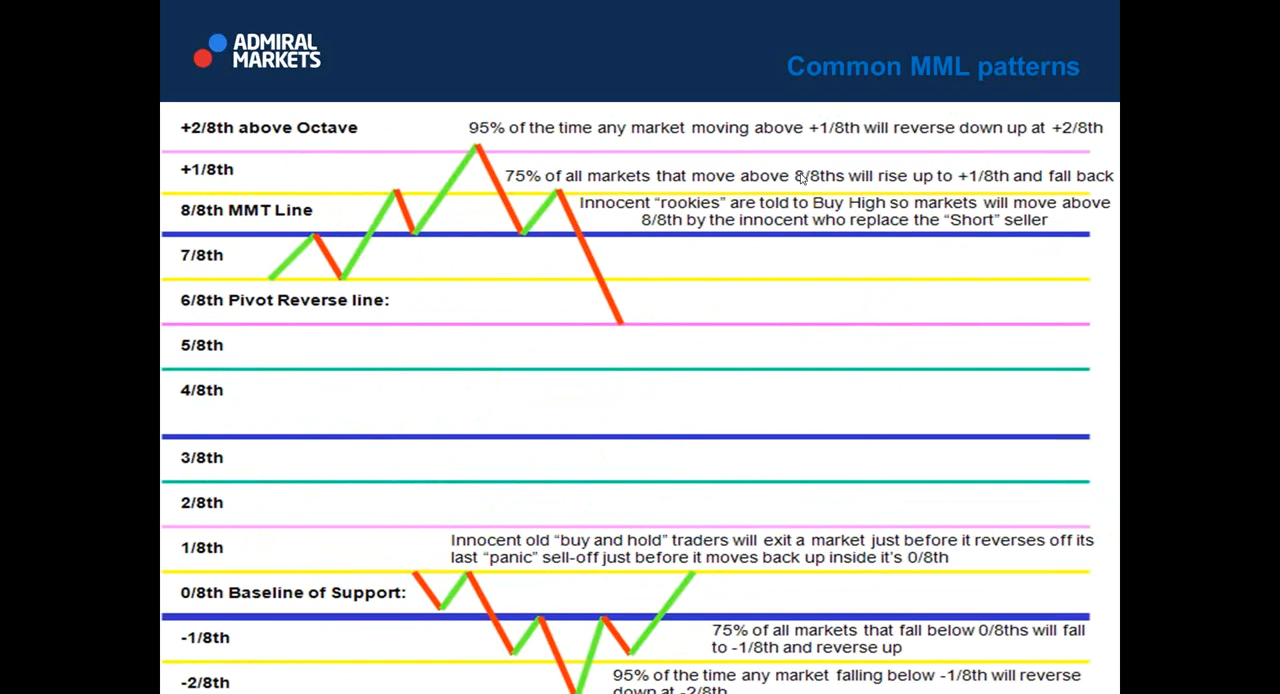 ADMIRAL
MARKETS
Common MML patterns
+2/8th above Octave
95% of the time any market moving above +1/8th will reverse down up at +2/8th
+1/8th
75% of all markets that move above 8/8ths will rise up to +1/8th and fall back
8/8th MMT Line
Innocent “rookies” are told to Buy High so markets will move above
8/8th by the innocent who replace the “Short” seller
7/8th
6/8th Pivot Reverse line:
5/8th
4/8th
3/8th
2/8th
1/8th
Innocent old “buy and hold” traders will exit a market just before it reverses off its
last “panic” sell-off just before it moves back up inside it’s 0/8th
0/8th Baseline of Support:
-1/8th
75% of all markets that fall below 0/8ths will fall
to -1/8th and reverse up
-2/8th
95% of the time any market falling below -1/8th will reverse
down at -2/8th